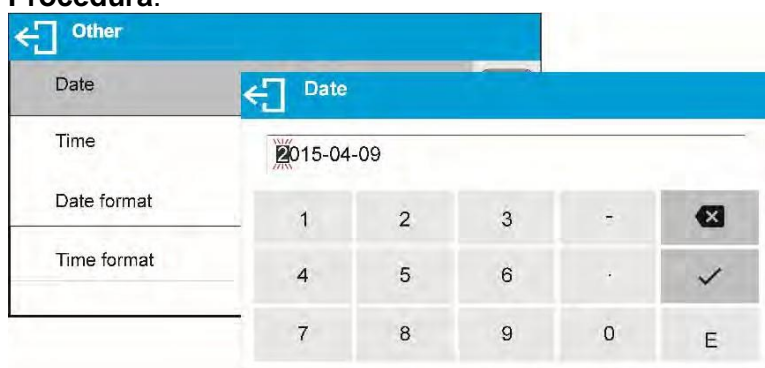 Procedura:
Other
Date
Time
Date format
Time format
Date
2015-04-09
1 2 3 -
4 5 6 .
7 8 9 0 E